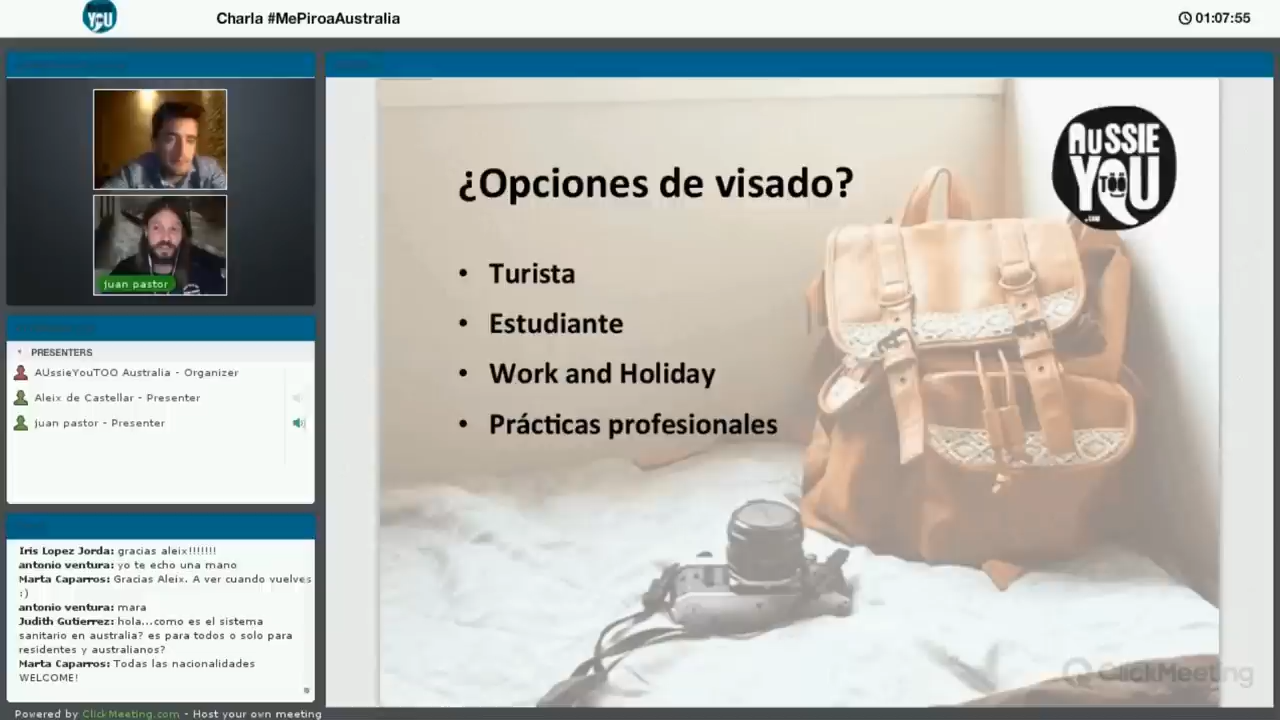 YOU
Charla #MePiroaAustralia
01:07:55
juan pastor
PRESENTERS
AUssieYouTOO Australia - Organizer
Aleix de Castellar - Presenter
juan pastor - Presenter
Iris Lopez Jorda: gracias aleix!!!!!!!
antonio ventura: yo te echo una mano
Marta Caparros: Gracias Aleix. A ver cuando vuelves
:)
antonio ventura: mara
Judith Gutierrez: hola...como es el sistema
sanitario en australia? es para todos o solo para
residentes y australianos?
Marta Caparros: Todas las nacionalidades
WELCOME!
Powered by ClickMeeting.com - Host your own meeting
¿Opciones de visado?
• Turista
• Estudiante
• Work and Holiday
• Prácticas profesionales
AUSSIE
YOU
TOO
.COM
ClickMeeting